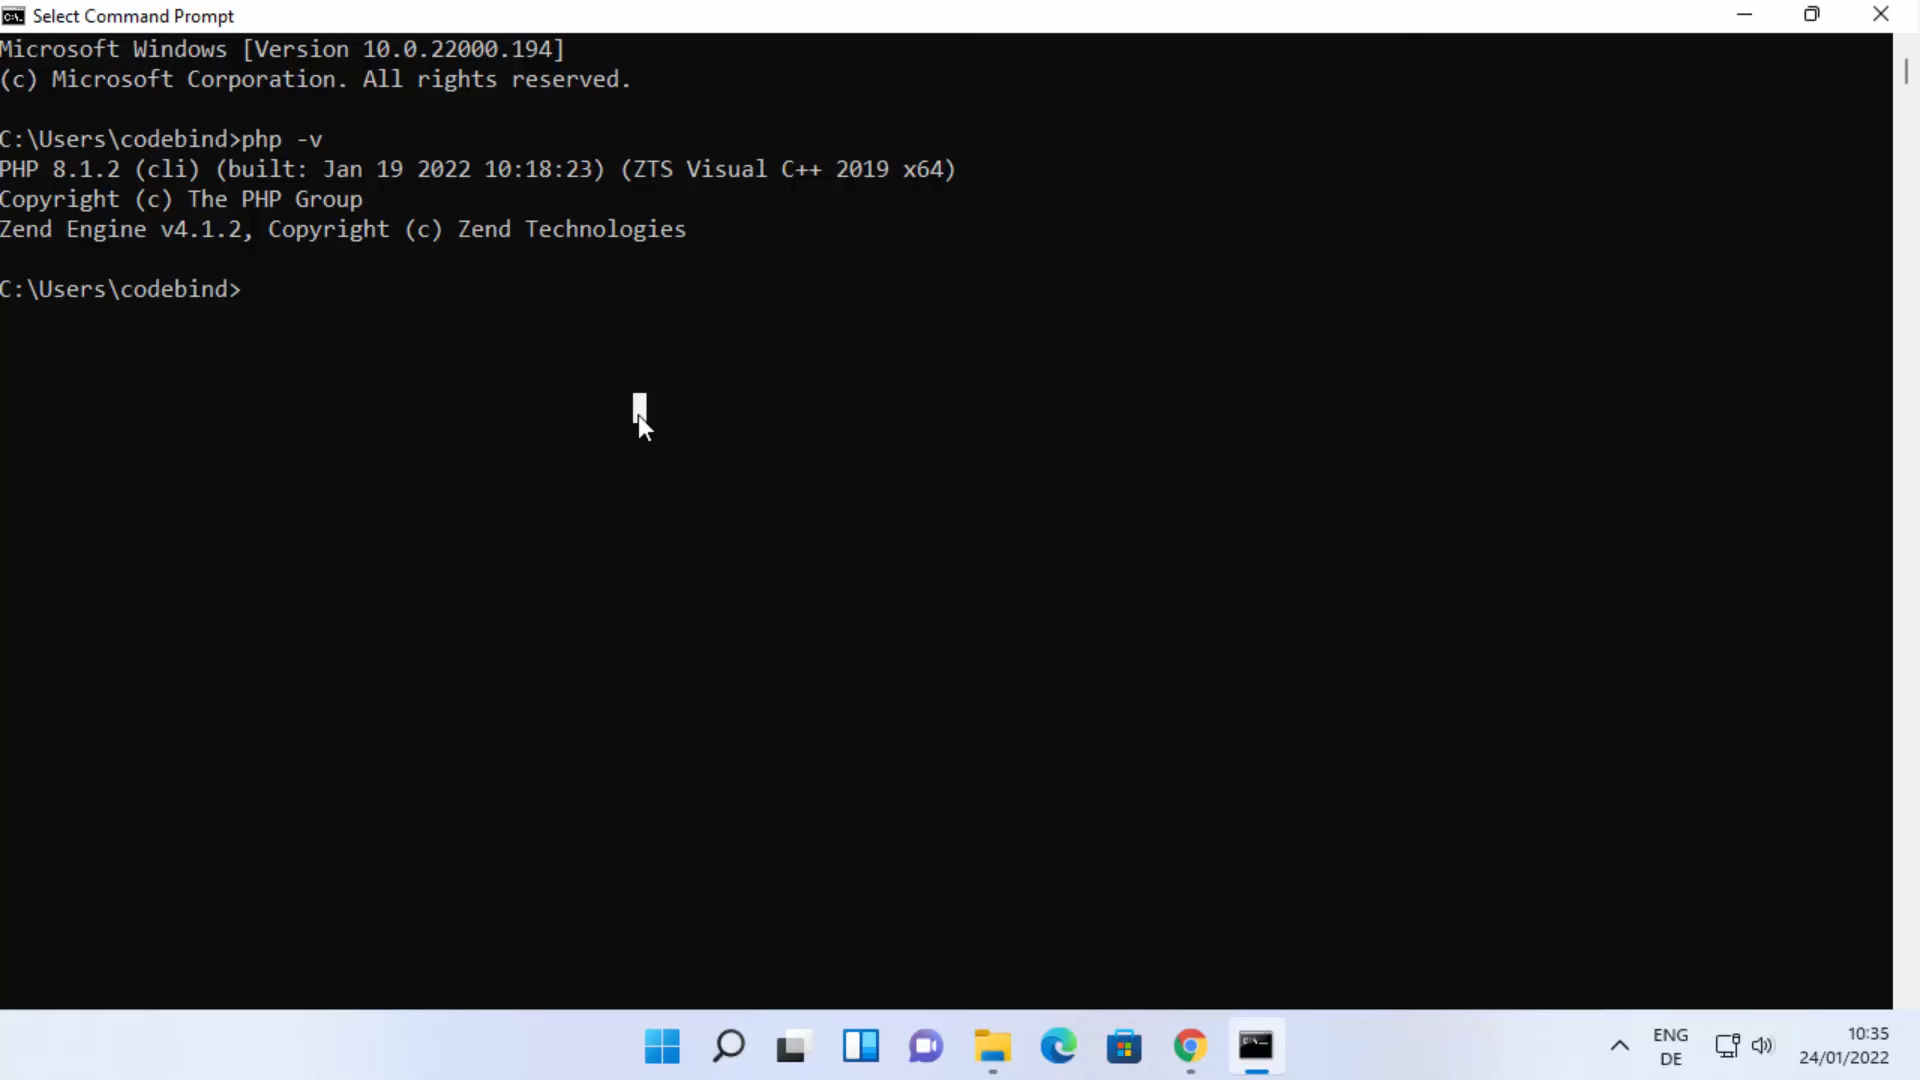 Select Command Prompt
Microsoft Windows [Version 10.0.22000.194]
(c) Microsoft Corporation. All rights reserved.
C:\Users\codebind>php -v
PHP 8.1.2 (cli) (built: Jan 19 2022 10:18:23) (ZTS Visual C++ 2019 x64)
Copyright (c) The PHP Group
Zend Engine v4.1.2, Copyright (c) Zend Technologies
C:\Users\codebind>
ENG
DE
10:35
24/01/2022